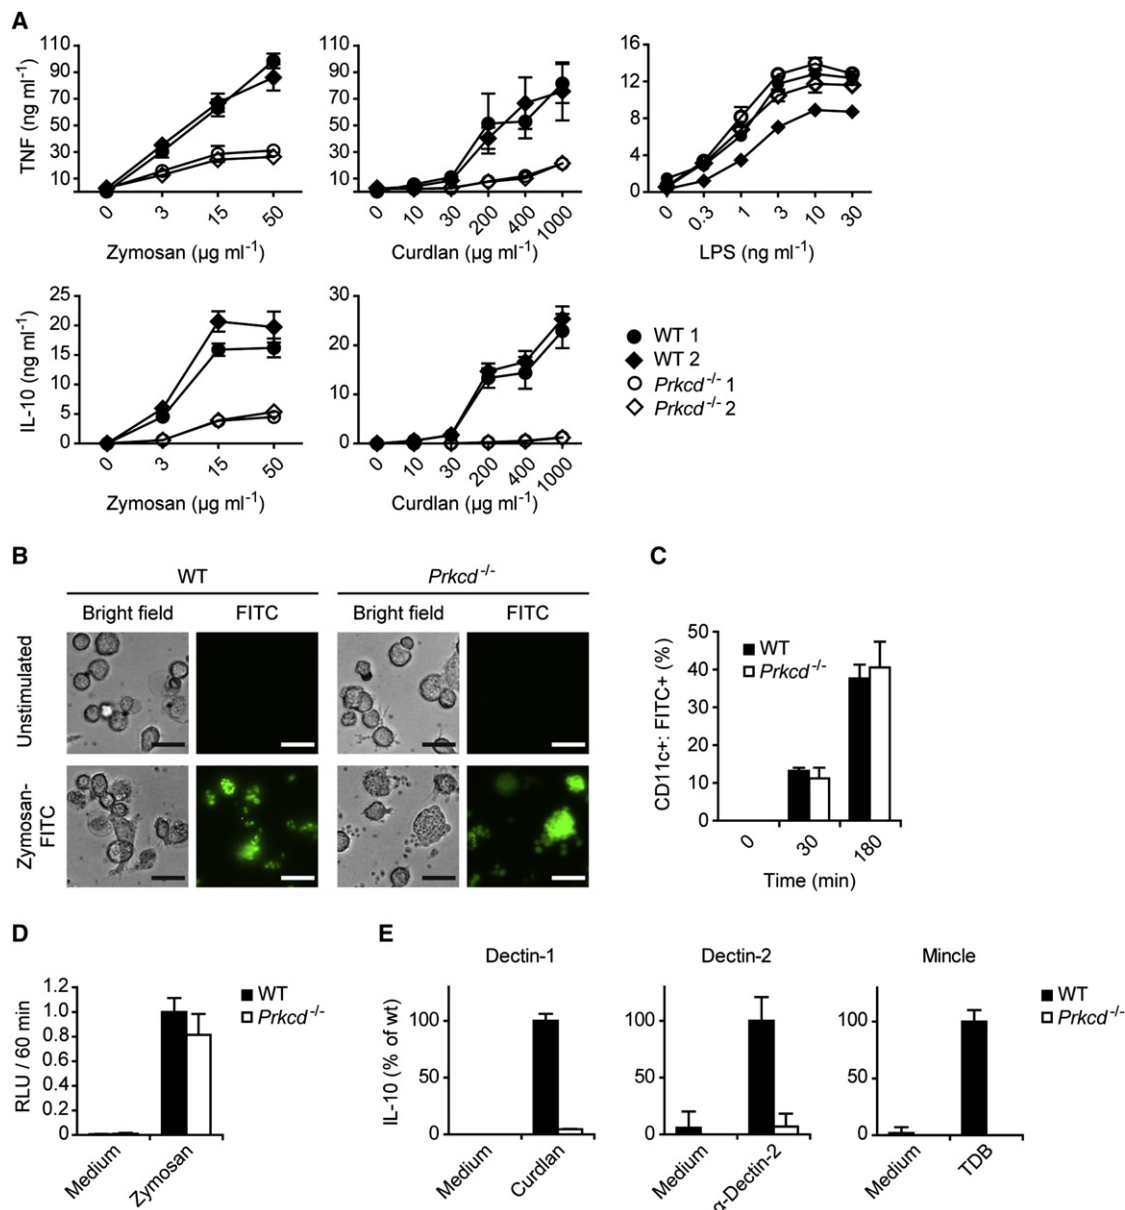 A
110
90
70
50
30
10
TNF (ng ml-1)
0
3
15
50
Zymosan (µg ml-1)
110
90
70
50
30
10
0
10
30
200
400
1000
Curdlan (µg ml-1)
16
12
8
4
0
0
0.3
1
3
10
30
LPS (ng ml-1)
25
20
15
10
5
0
IL-10 (ng ml-1)
0
3
15
50
Zymosan (µg ml-1)
30
20
10
0
0
10
30
200
400
1000
Curdlan (µg ml-1)
WT 1
WT 2
Prkcd-/- 1
Prkcd-/- 2
B
WT
Prkcd-/-
Bright field
FITC
Bright field
FITC
Unstimulated
Zymosan-
FITC
C
50
40
30
20
10
0
CD11c+: FITC+ (%)
WT
Prkcd-/-
0
30
180
Time (min)
D
1.2
1.0
0.8
0.6
0.4
0.2
0
RLU / 60 min
WT
Prkcd-/-
Medium
Zymosan
E
Dectin-1
Dectin-2
Mincle
IL-10 (% of wt)
100
50
0
Medium
Curdlan
100
50
0
Medium
α-Dectin-2
100
50
0
Medium
TDB
WT
Prkcd-/-